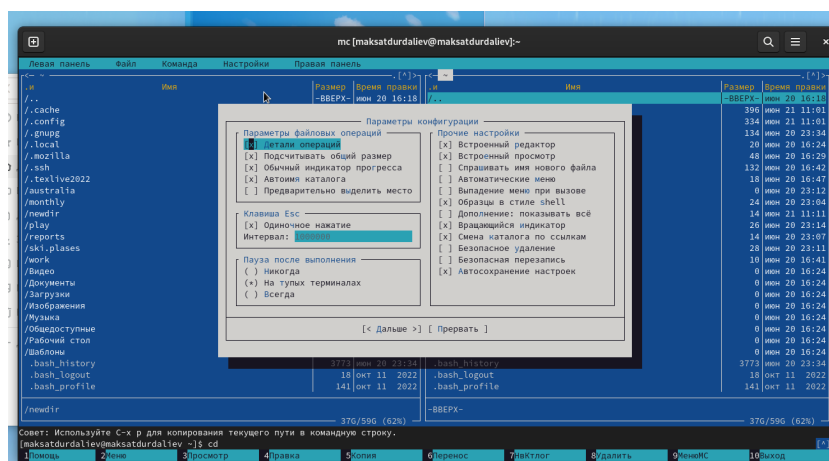 mc [maksatdurdaliev@maksatdurdaliev]:~
Левая панель Файл Команда Настройки Правая панель
<— ~ .[^]>
.и Имя Размер Время правки
/.. -ВВЕРХ- июн 20 16:18
/.cache
/.config
/.gnupg
/.local
/.mozilla
/.ssh
/.texlive2022
/australia
/monthly
/newdir
/play
/reports
/ski.plases
/work
/Видео
/Документы
/Загрузки
/Изображения
/Музыка
/Общедоступные
/Рабочий стол
/Шаблоны
.bash_history 3773 июн 20 23:34
.bash_logout 18 окт 11 2022
.bash_profile 141 окт 11 2022
/newdir
37G/59G (62%)
<— ~ .[^]>
.и Имя Размер Время правки
/.. -ВВЕРХ- июн 20 16:18
396 июн 21 11:01
334 июн 21 11:01
134 июн 20 23:34
20 июн 20 16:24
48 июн 20 16:29
132 июн 20 16:42
18 июн 20 16:47
0 июн 20 23:12
24 июн 20 23:04
14 июн 21 11:11
26 июн 20 23:14
14 июн 20 23:07
28 июн 20 23:11
10 июн 20 16:41
0 июн 20 16:24
0 июн 20 16:24
0 июн 20 16:24
0 июн 20 16:24
0 июн 20 16:24
0 июн 20 16:24
0 июн 20 16:24
0 июн 20 16:24
.bash_history 3773 июн 20 23:34
.bash_logout 18 окт 11 2022
.bash_profile 141 окт 11 2022
-ВВЕРХ-
37G/59G (62%)
Параметры конфигурации
Параметры файловых операций
[x] Детали операций
[x] Подсчитывать общий размер
[x] Обычный индикатор прогресса
[x] Автоимя каталога
[ ] Предварительно выделить место
Клавиша Esc
[x] Одиночное нажатие
Интервал: 1000000
Пауза после выполнения
( ) Никогда
(*) На тупых терминалах
( ) Всегда
Прочие настройки
[x] Встроенный редактор
[x] Встроенный просмотр
[ ] Спрашивать имя нового файла
[ ] Автоматические меню
[ ] Выпадение меню при вызове
[x] Образцы в стиле shell
[ ] Дополнение: показывать всё
[x] Вращающийся индикатор
[x] Смена каталога по ссылкам
[ ] Безопасное удаление
[ ] Безопасная перезапись
[x] Автосохранение настроек
[< Дальше >] [ Прервать ]
Совет: Используйте C-x p для копирования текущего пути в командную строку.
[maksatdurdaliev@maksatdurdaliev ~]$ cd [^]
1Помощь 2Меню 3Просмотр 4Правка 5Копия 6Перенос 7НвКтлог 8Удалить 9МенюMC 10Выход